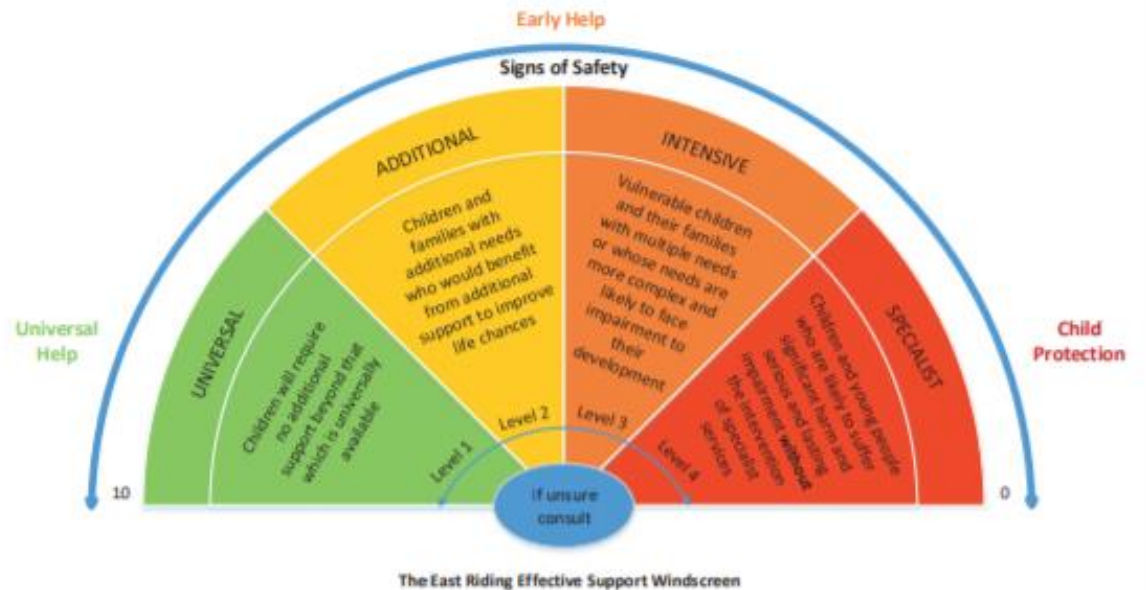 Early Help
Signs of Safety
Universal
Help
UNIVERSAL
Children will require
no additional
support beyond that
which is universally
available
Level 1
ADDITIONAL
Children and
families with
additional needs
who would benefit
from additional
support to improve
life chances
Level 2
INTENSIVE
Vulnerable children
and their families
with multiple needs
or whose needs are
more complex and
likely to face
impairment to
their
development
Level 3
SPECIALIST
Children and young people
who are likely to suffer
significant harm and
serious and lasting
impairment without
the intervention
of specialist
services
Level 4
Child
Protection
10
0
If unsure
consult
The East Riding Effective Support Windscreen